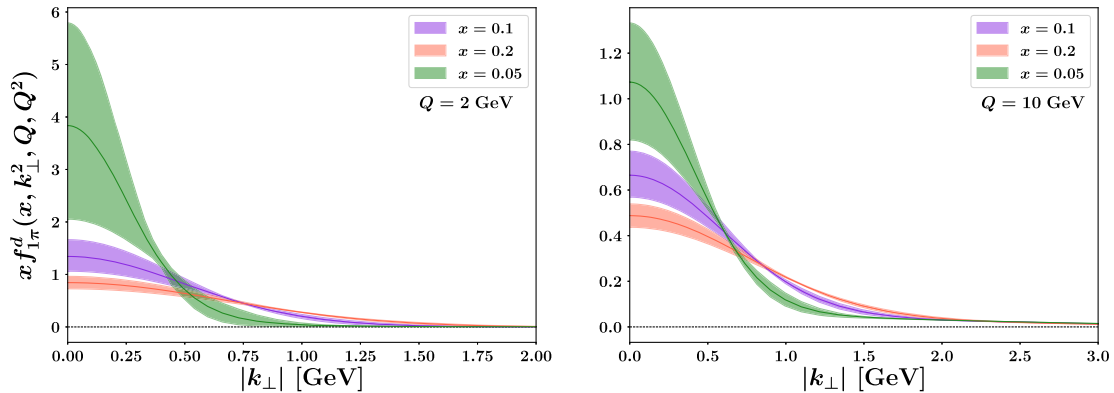 x f^d_{1π}(x, k²_⊥, Q, Q²)
6
5
4
3
2
1
0
0.00 0.25 0.50 0.75 1.00 1.25 1.50 1.75 2.00
|k_⊥| [GeV]
x = 0.1
x = 0.2
x = 0.05
Q = 2 GeV
1.2
1.0
0.8
0.6
0.4
0.2
0.0
0.0 0.5 1.0 1.5 2.0 2.5 3.0
|k_⊥| [GeV]
x = 0.1
x = 0.2
x = 0.05
Q = 10 GeV